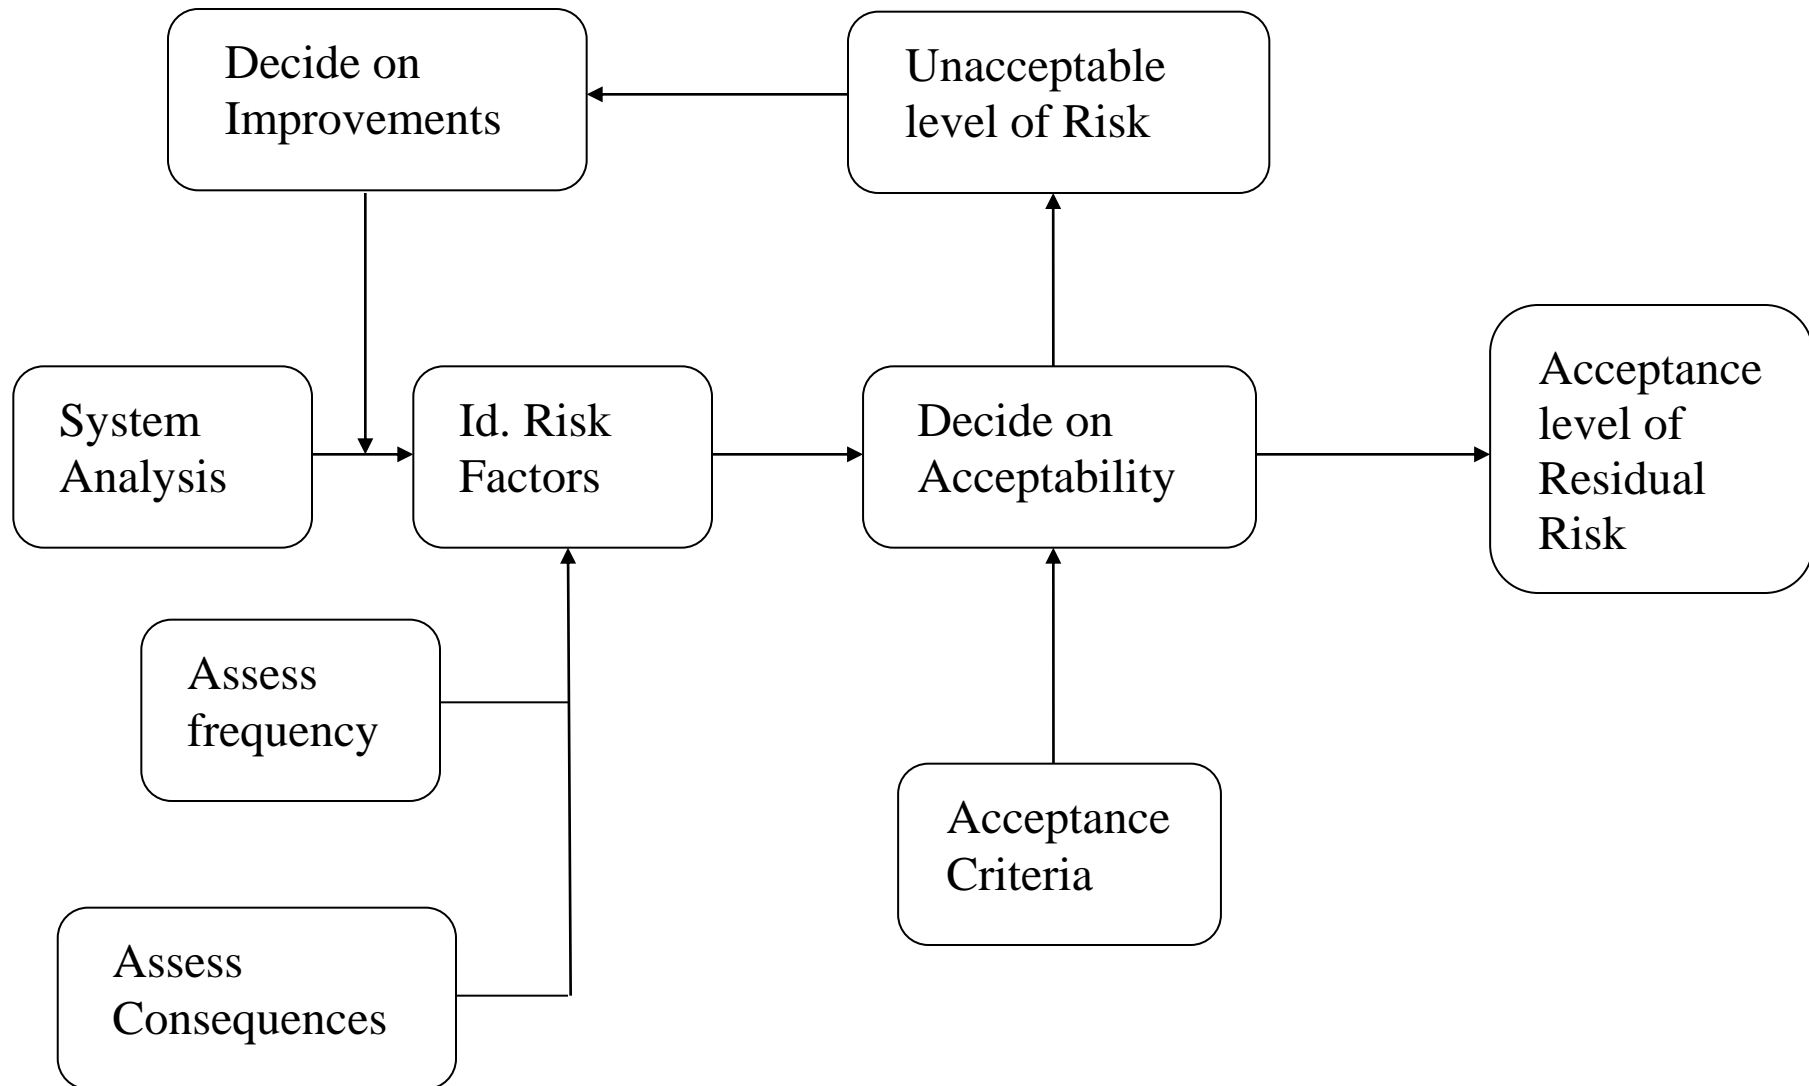 Decide on
Improvements
Unacceptable
level of Risk
System
Analysis
Id. Risk
Factors
Decide on
Acceptability
Acceptance
level of
Residual
Risk
Assess
frequency
Acceptance
Criteria
Assess
Consequences